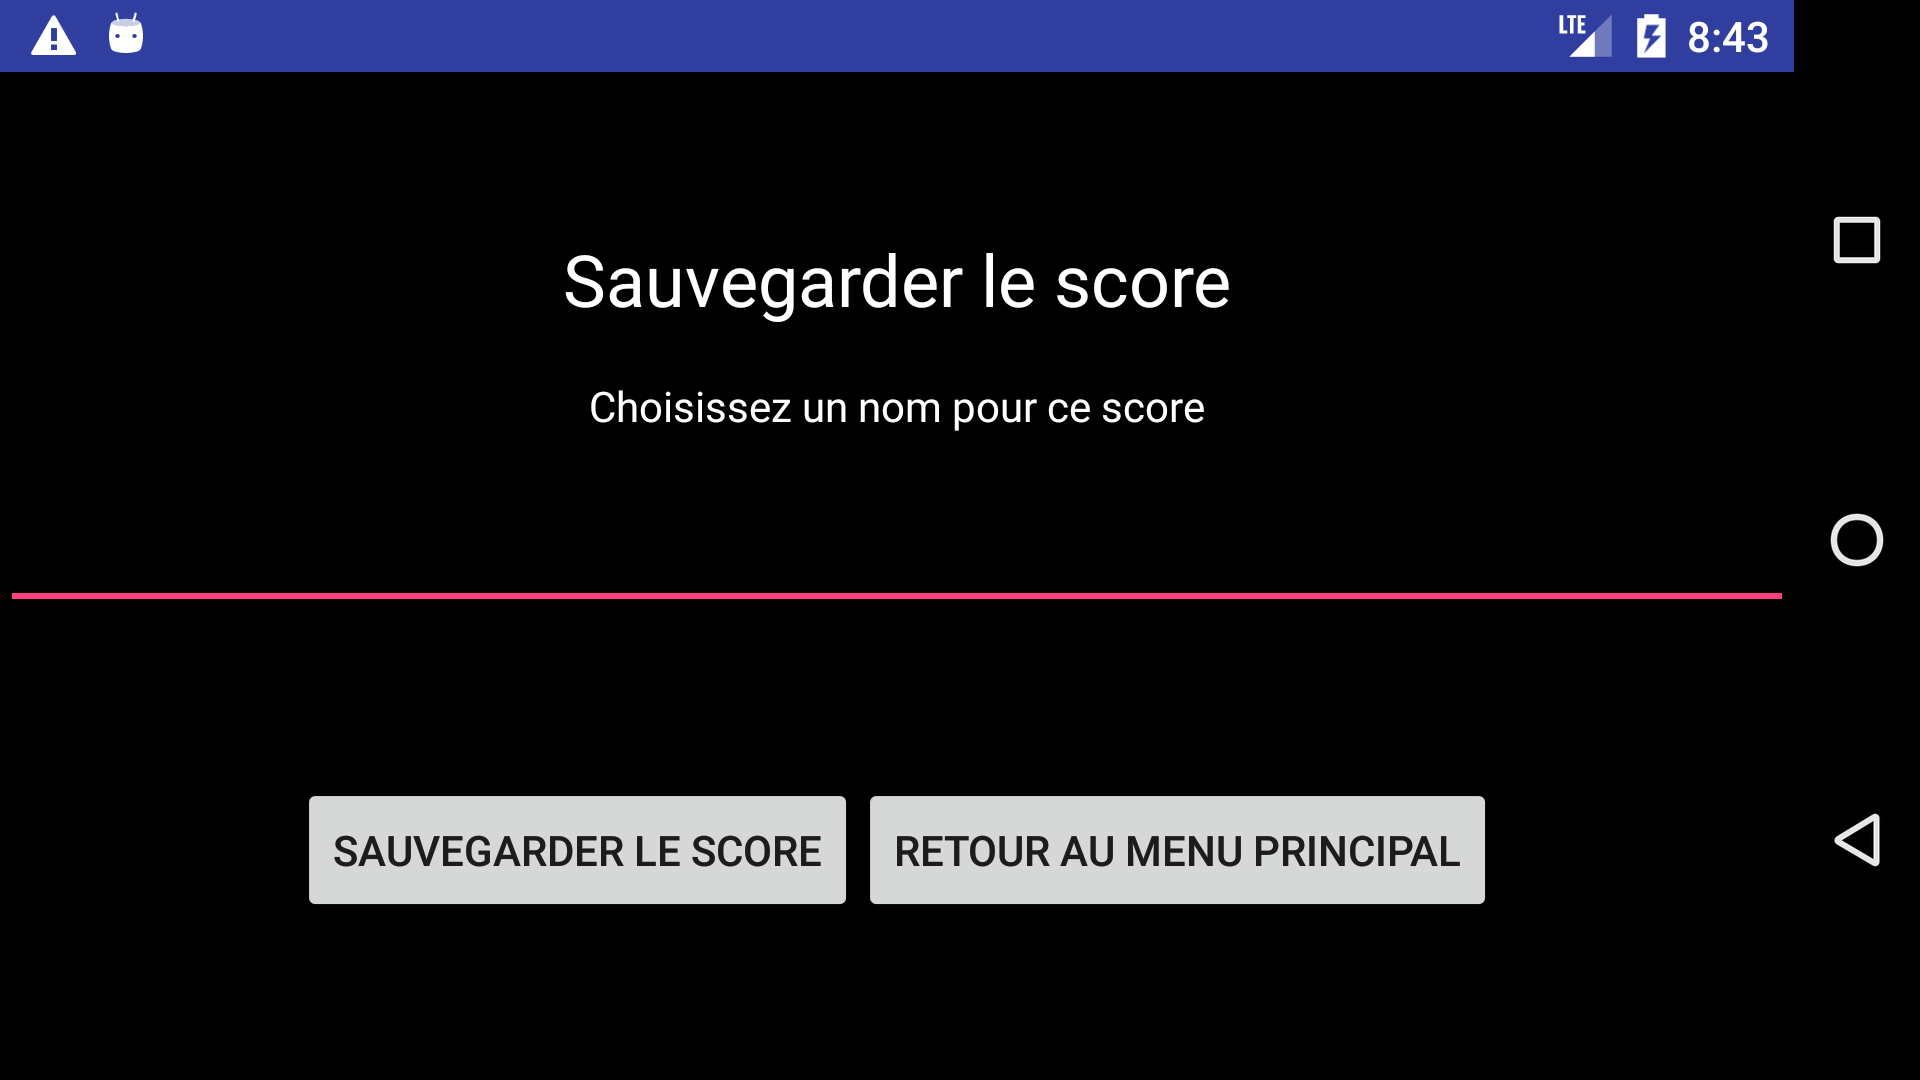 LTE 8:43
Sauvegarder le score
Choisissez un nom pour ce score
SAUVEGARDER LE SCORE RETOUR AU MENU PRINCIPAL